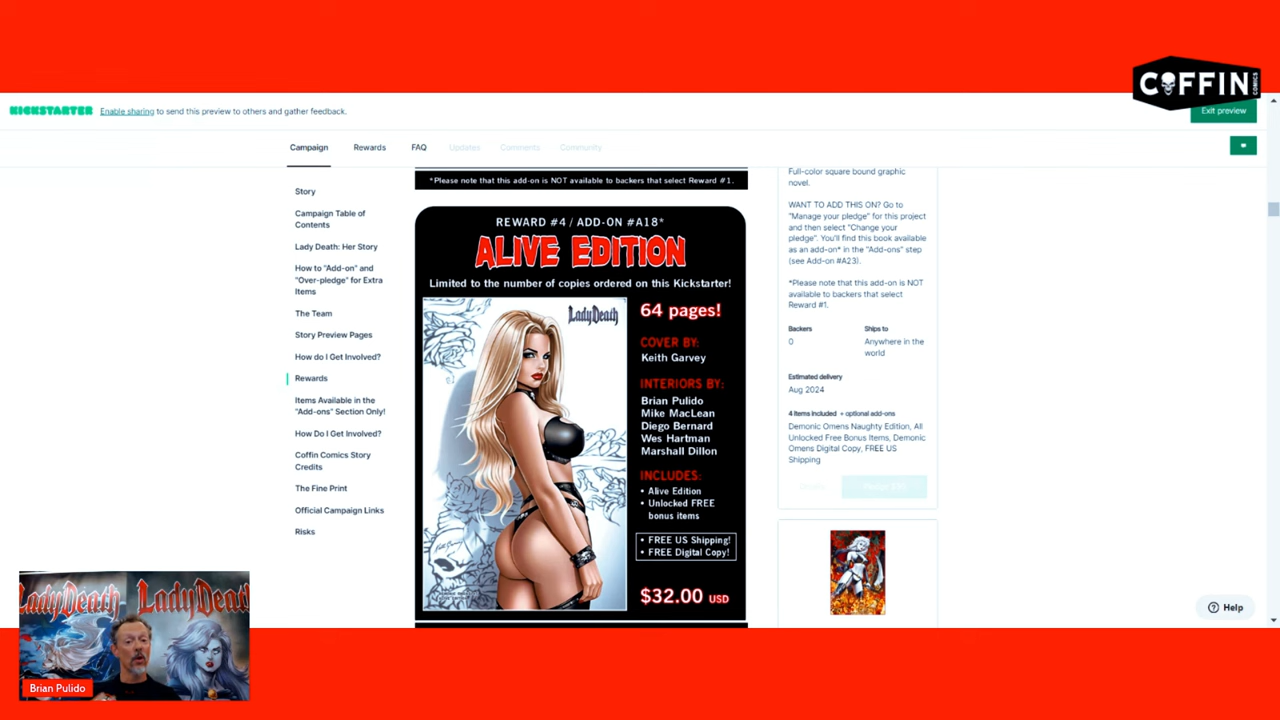 COFFIN
COMICS
KICKSTARTER
Enable sharing to send this preview to others and gather feedback.
Exit preview
Campaign
Rewards
FAQ
Updates
Comments
Community
Story
Campaign Table of
Contents
Lady Death: Her Story
How to "Add-on" and
"Over-pledge" for Extra
Items
The Team
Story Preview Pages
How do I Get Involved?
Rewards
Items Available in the
"Add-ons" Section Only!
How Do I Get Involved?
Coffin Comics Story
Credits
The Fine Print
Official Campaign Links
Risks
*Please note that this add-on is NOT available to backers that select Reward #1.
REWARD #4 / ADD-ON #A18*
ALIVE EDITION
Limited to the number of copies ordered on this Kickstarter!
LadyDeath
64 pages!
COVER BY:
Keith Garvey
INTERIORS BY:
Brian Pulido
Mike MacLean
Diego Bernard
Wes Hartman
Marshall Dillon
INCLUDES:
• Alive Edition
• Unlocked FREE
bonus items
• FREE US Shipping!
• FREE Digital Copy!
$32.00 USD
Full-color square bound graphic
novel.
WANT TO ADD THIS ON? Go to
"Manage your pledge" for this project
and then select "Change your
pledge". You'll find this book available
as an add-on* in the "Add-ons" step
(see Add-on #A23).
*Please note that this add-on is NOT
available to backers that select
Reward #1.
Backers
0
Ships to
Anywhere in the
world
Estimated delivery
Aug 2024
4 items included + optional add-ons
Demonic Omens Naughty Edition, All
Unlocked Free Bonus Items, Demonic
Omens Digital Copy, FREE US
Shipping
Help
LadyDeath
LadyDeath
Brian Pulido